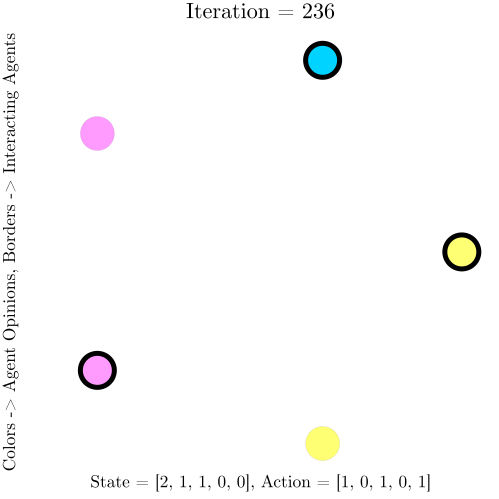 Iteration = 236
Colors -> Agent Opinions, Borders -> Interacting Agents
State = [2, 1, 1, 0, 0], Action = [1, 0, 1, 0, 1]